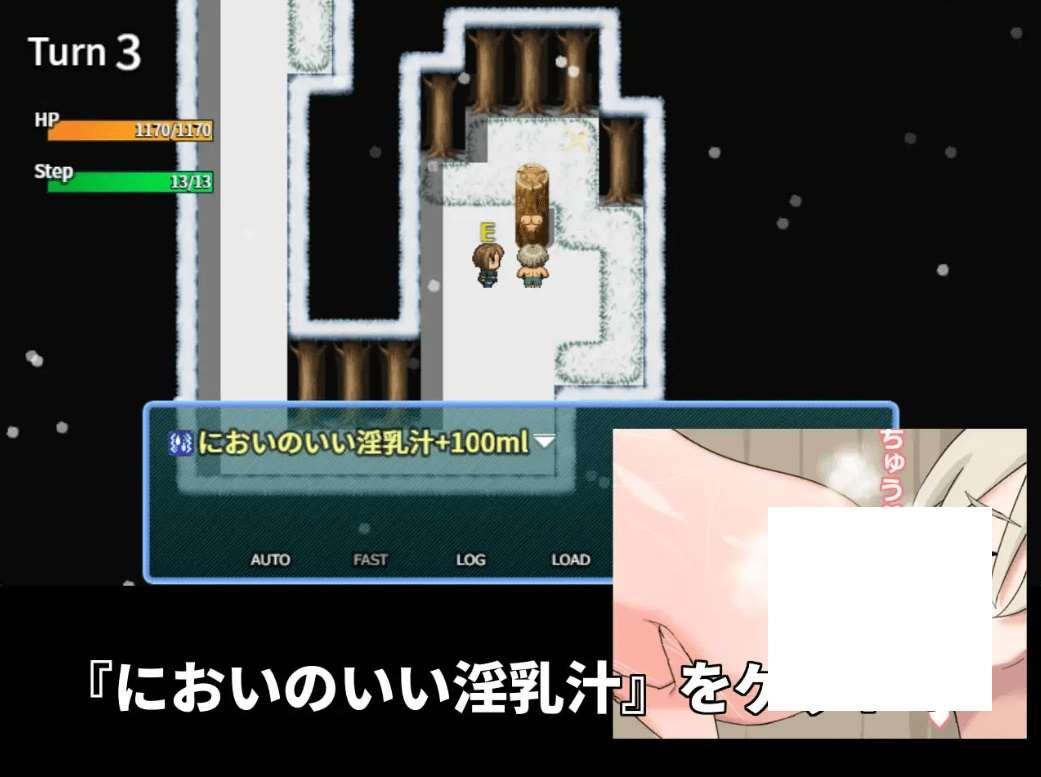 Turn 3
HP
1170/1170
Step
13/13
E
においのいい淫乳汁+100ml
AUTO FAST LOG LOAD
ちゅう
『においのいい淫乳汁』をゲ